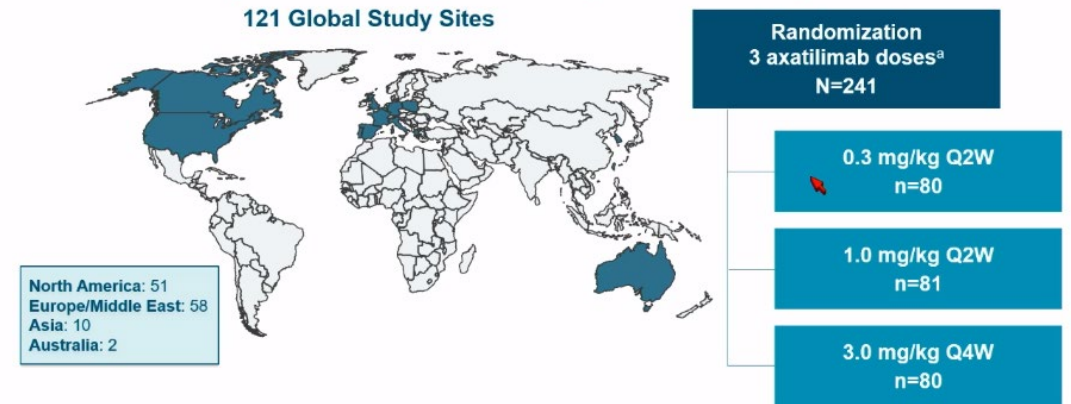 121 Global Study Sites
North America: 51
Europe/Middle East: 58
Asia: 10
Australia: 2
Randomization
3 axatilimab dosesᵃ
N=241
0.3 mg/kg Q2W
n=80
1.0 mg/kg Q2W
n=81
3.0 mg/kg Q4W
n=80